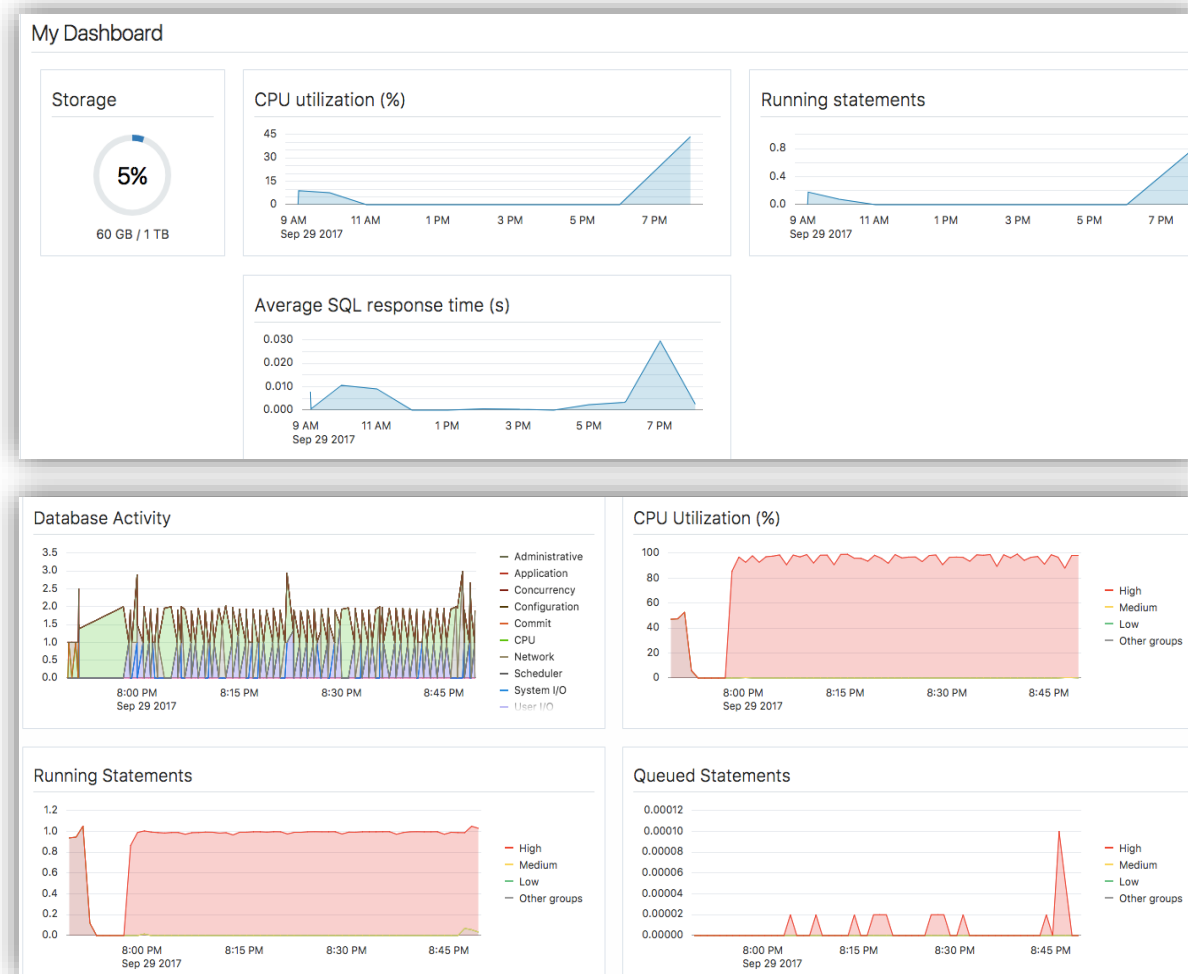 My Dashboard
Storage
5%
60 GB / 1 TB
CPU utilization (%)
45
30
15
0
9 AM 11 AM 1 PM 3 PM 5 PM 7 PM
Sep 29 2017
Running statements
0.8
0.4
0.0
9 AM 11 AM 1 PM 3 PM 5 PM 7 PM
Sep 29 2017
Average SQL response time (s)
0.030
0.020
0.010
0.000
9 AM 11 AM 1 PM 3 PM 5 PM 7 PM
Sep 29 2017
Database Activity
3.5
3.0
2.5
2.0
1.5
1.0
0.5
0.0
8:00 PM 8:15 PM 8:30 PM 8:45 PM
Sep 29 2017
Administrative
Application
Concurrency
Configuration
Commit
CPU
Network
Scheduler
System I/O
User I/O
CPU Utilization (%)
100
80
60
40
20
0
8:00 PM 8:15 PM 8:30 PM 8:45 PM
Sep 29 2017
High
Medium
Low
Other groups
Running Statements
1.2
1.0
0.8
0.6
0.4
0.2
0.0
8:00 PM 8:15 PM 8:30 PM 8:45 PM
Sep 29 2017
High
Medium
Low
Other groups
Queued Statements
0.00012
0.00010
0.00008
0.00006
0.00004
0.00002
0.00000
8:00 PM 8:15 PM 8:30 PM 8:45 PM
Sep 29 2017
High
Medium
Low
Other groups